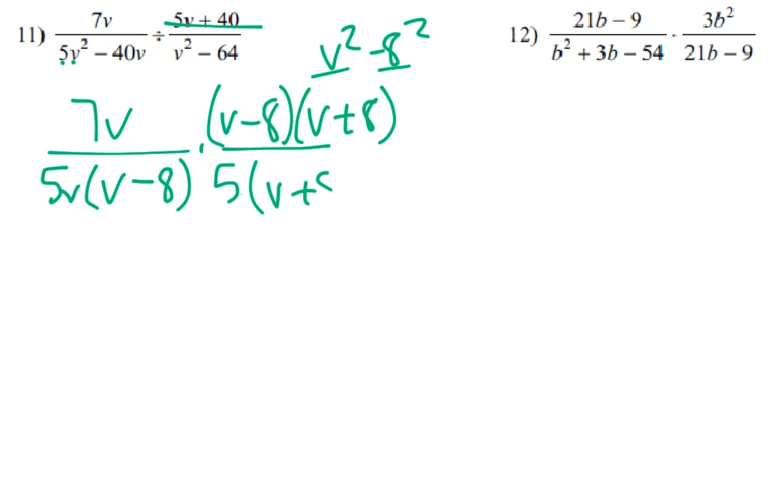 11) 7v / (5v² − 40v) ÷ (5v + 40) / (v² − 64)
v² − 8²
12) (21b − 9) / (b² + 3b − 54) · 3b² / (21b − 9)
7v / 5v(v − 8) · (v − 8)(v + 8) / 5(v +